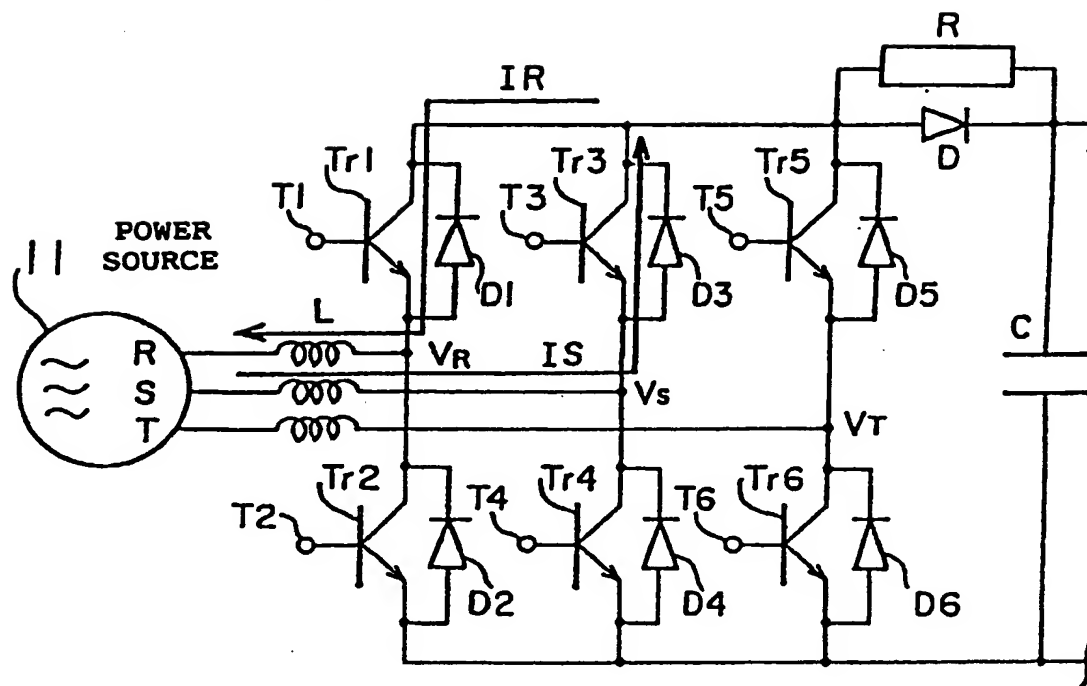 R
IR
D
Tr1
Tr3
Tr5
T1
T3
T5
POWER
SOURCE
11
D1
D3
D5
L
C
R
VR
IS
S
VS
T
VT
Tr2
Tr4
Tr6
T2
T4
T6
D2
D4
D6